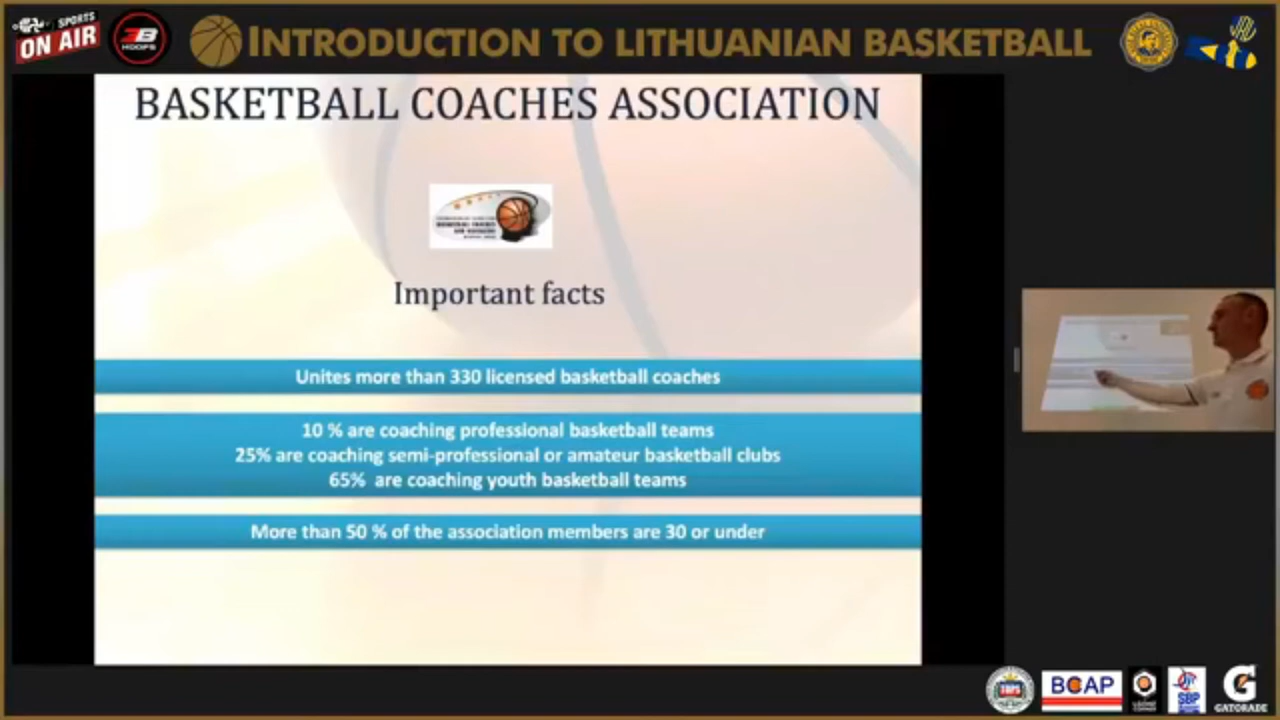 SPORTS
ON AIR
3B
HOOPS
INTRODUCTION TO LITHUANIAN BASKETBALL
BASKETBALL COACHES ASSOCIATION
Important facts
Unites more than 330 licensed basketball coaches
10 % are coaching professional basketball teams
25% are coaching semi-professional or amateur basketball clubs
65% are coaching youth basketball teams
More than 50 % of the association members are 30 or under
TOPS
BCAP
SBP
G
GATORADE